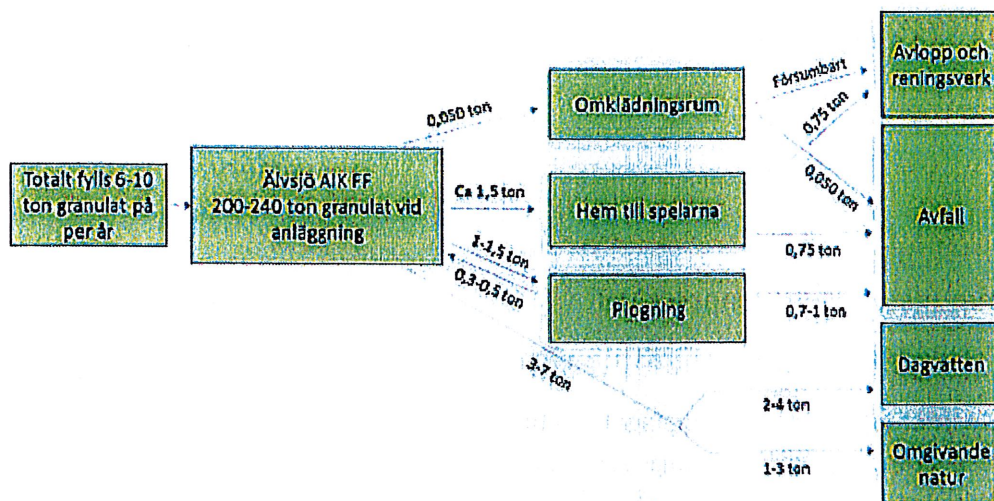 Totalt fylls 6-10
ton granulat på
per år
Älvsjö AIK FF
200-240 ton granulat vid
anläggning
0,050 ton
Ca 1,5 ton
1-1,5 ton
0,3-0,5 ton
3-7 ton
Omklädningsrum
Hem till spelarna
Plogning
Försumbart
0,75 ton
0,050 ton
0,75 ton
0,7-1 ton
2-4 ton
1-3 ton
Avlopp och
reningsverk
Avfall
Dagvatten
Omgivande
natur